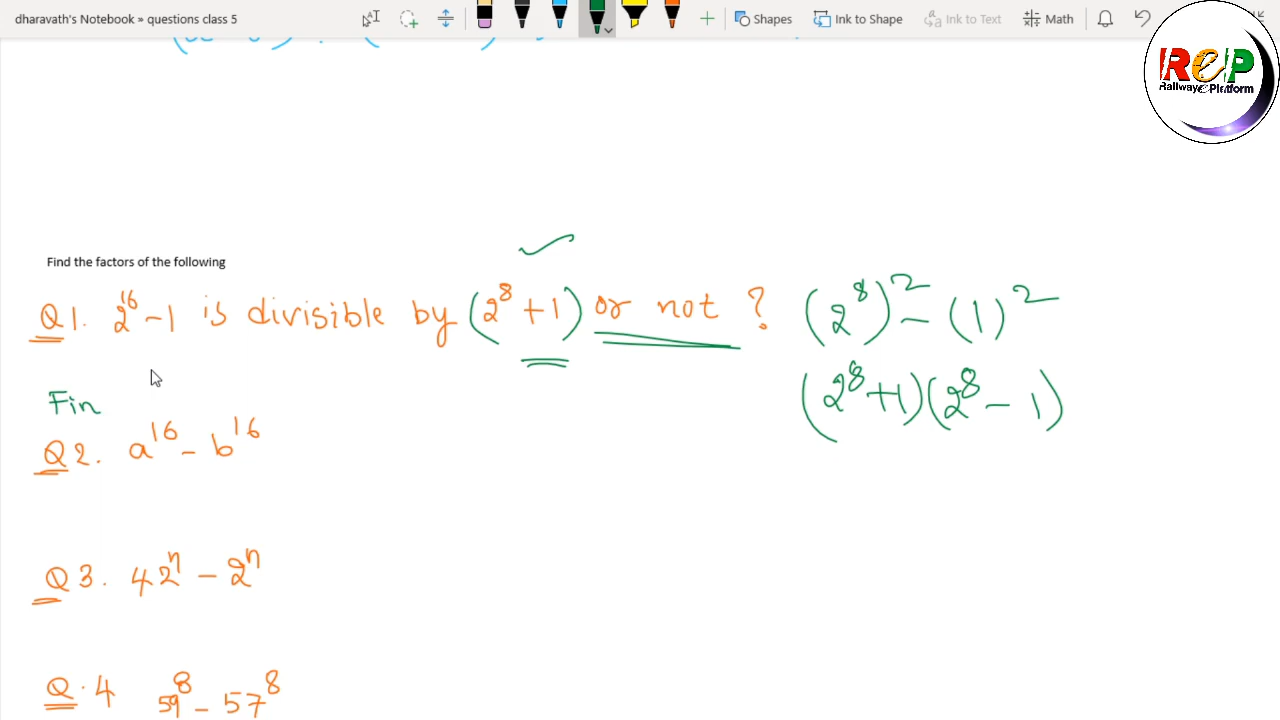 dharavath's Notebook » questions class 5
Shapes Ink to Shape Ink to Text Math
ReP
Railways Platform
Find the factors of the following
Q1. 2^16 - 1 is divisible by (2^8 + 1) or not ? (2^8)^2 - (1)^2
(2^8 + 1)(2^8 - 1)
Fin
Q2. a^16 - b^16
Q3. 42^n - 2^n
Q.4 59^8 - 57^8